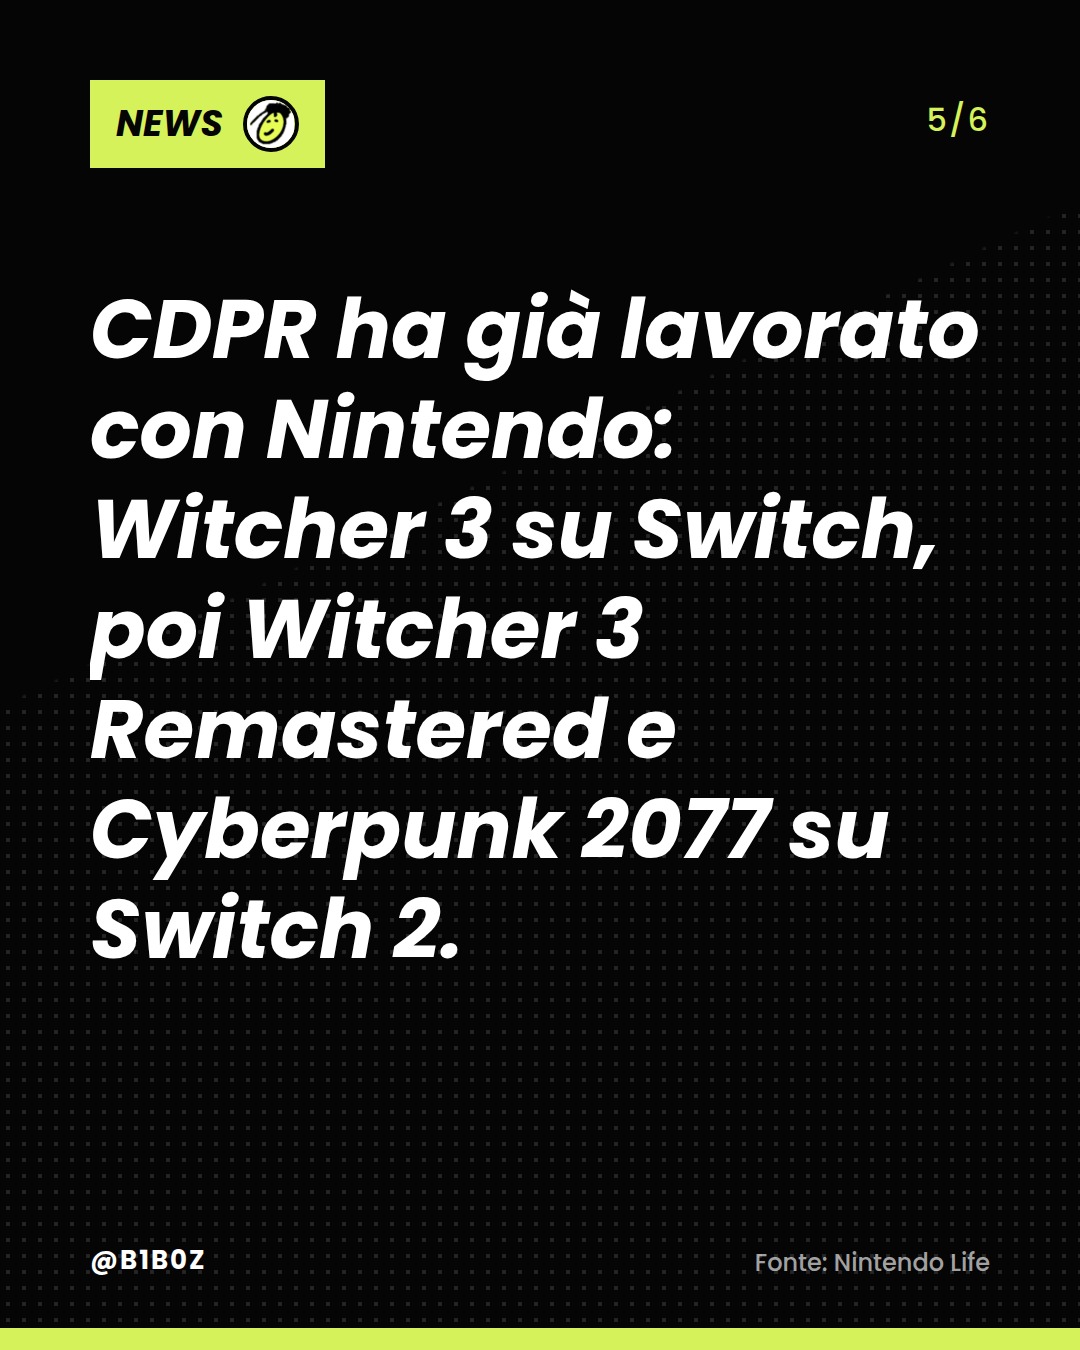 NEWS
5/6
CDPR ha già lavorato
con Nintendo:
Witcher 3 su Switch,
poi Witcher 3
Remastered e
Cyberpunk 2077 su
Switch 2.
@B1B0Z
Fonte: Nintendo Life